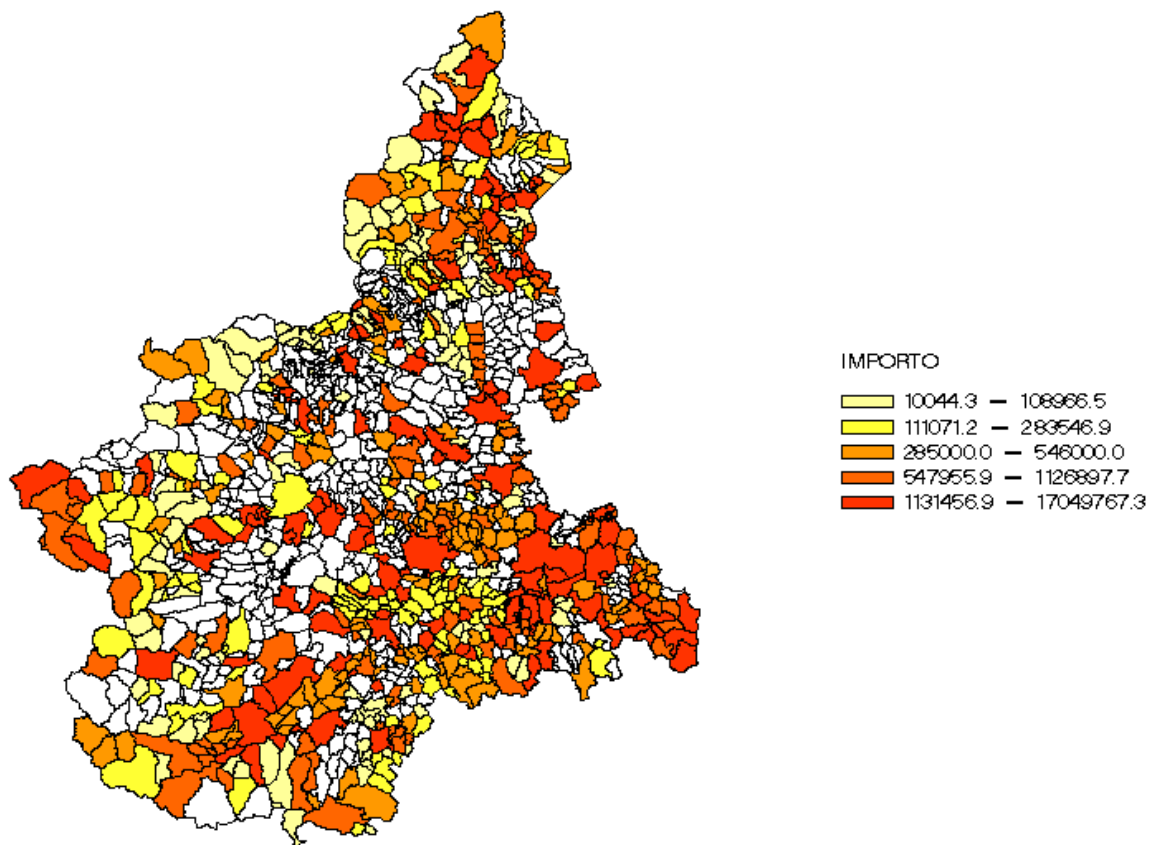 IMPORTO
10044.3 – 108966.5
111071.2 – 283546.9
285000.0 – 546000.0
547955.9 – 1126897.7
1131456.9 – 17049767.3